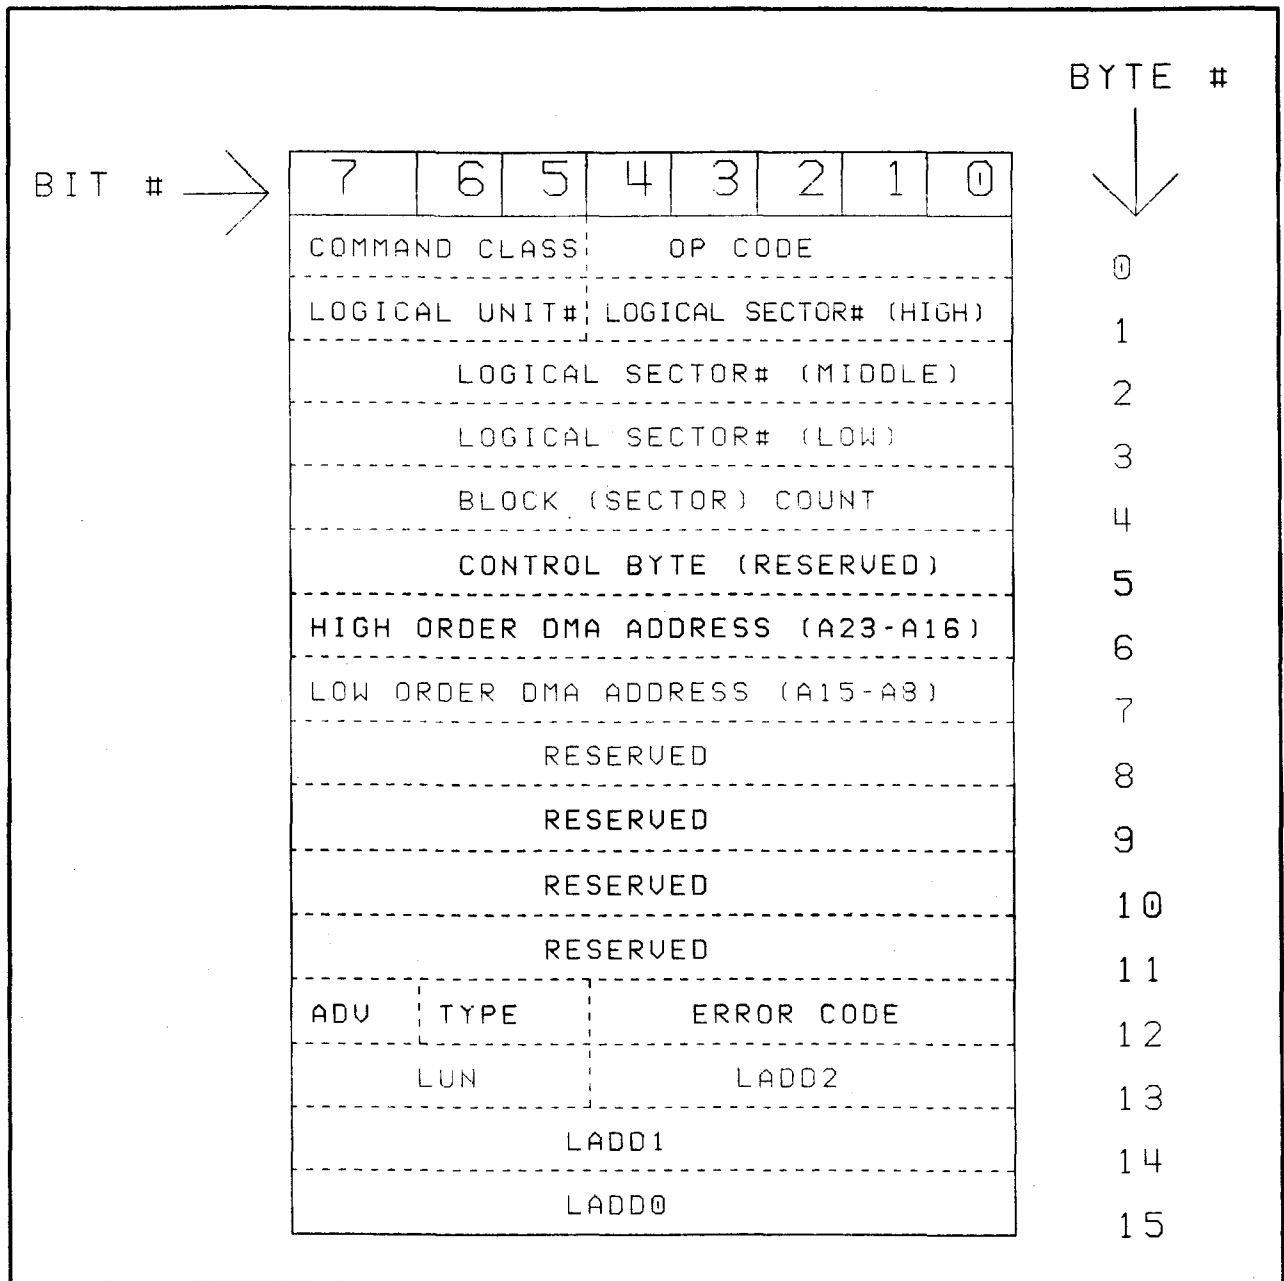 BYTE #
BIT # 7 6 5 4 3 2 1 0
COMMAND CLASS OP CODE 0
LOGICAL UNIT# LOGICAL SECTOR# (HIGH) 1
LOGICAL SECTOR# (MIDDLE) 2
LOGICAL SECTOR# (LOW) 3
BLOCK (SECTOR) COUNT 4
CONTROL BYTE (RESERVED) 5
HIGH ORDER DMA ADDRESS (A23-A16) 6
LOW ORDER DMA ADDRESS (A15-A8) 7
RESERVED 8
RESERVED 9
RESERVED 10
RESERVED 11
ADV TYPE ERROR CODE 12
LUN LADD2 13
LADD1 14
LADD0 15